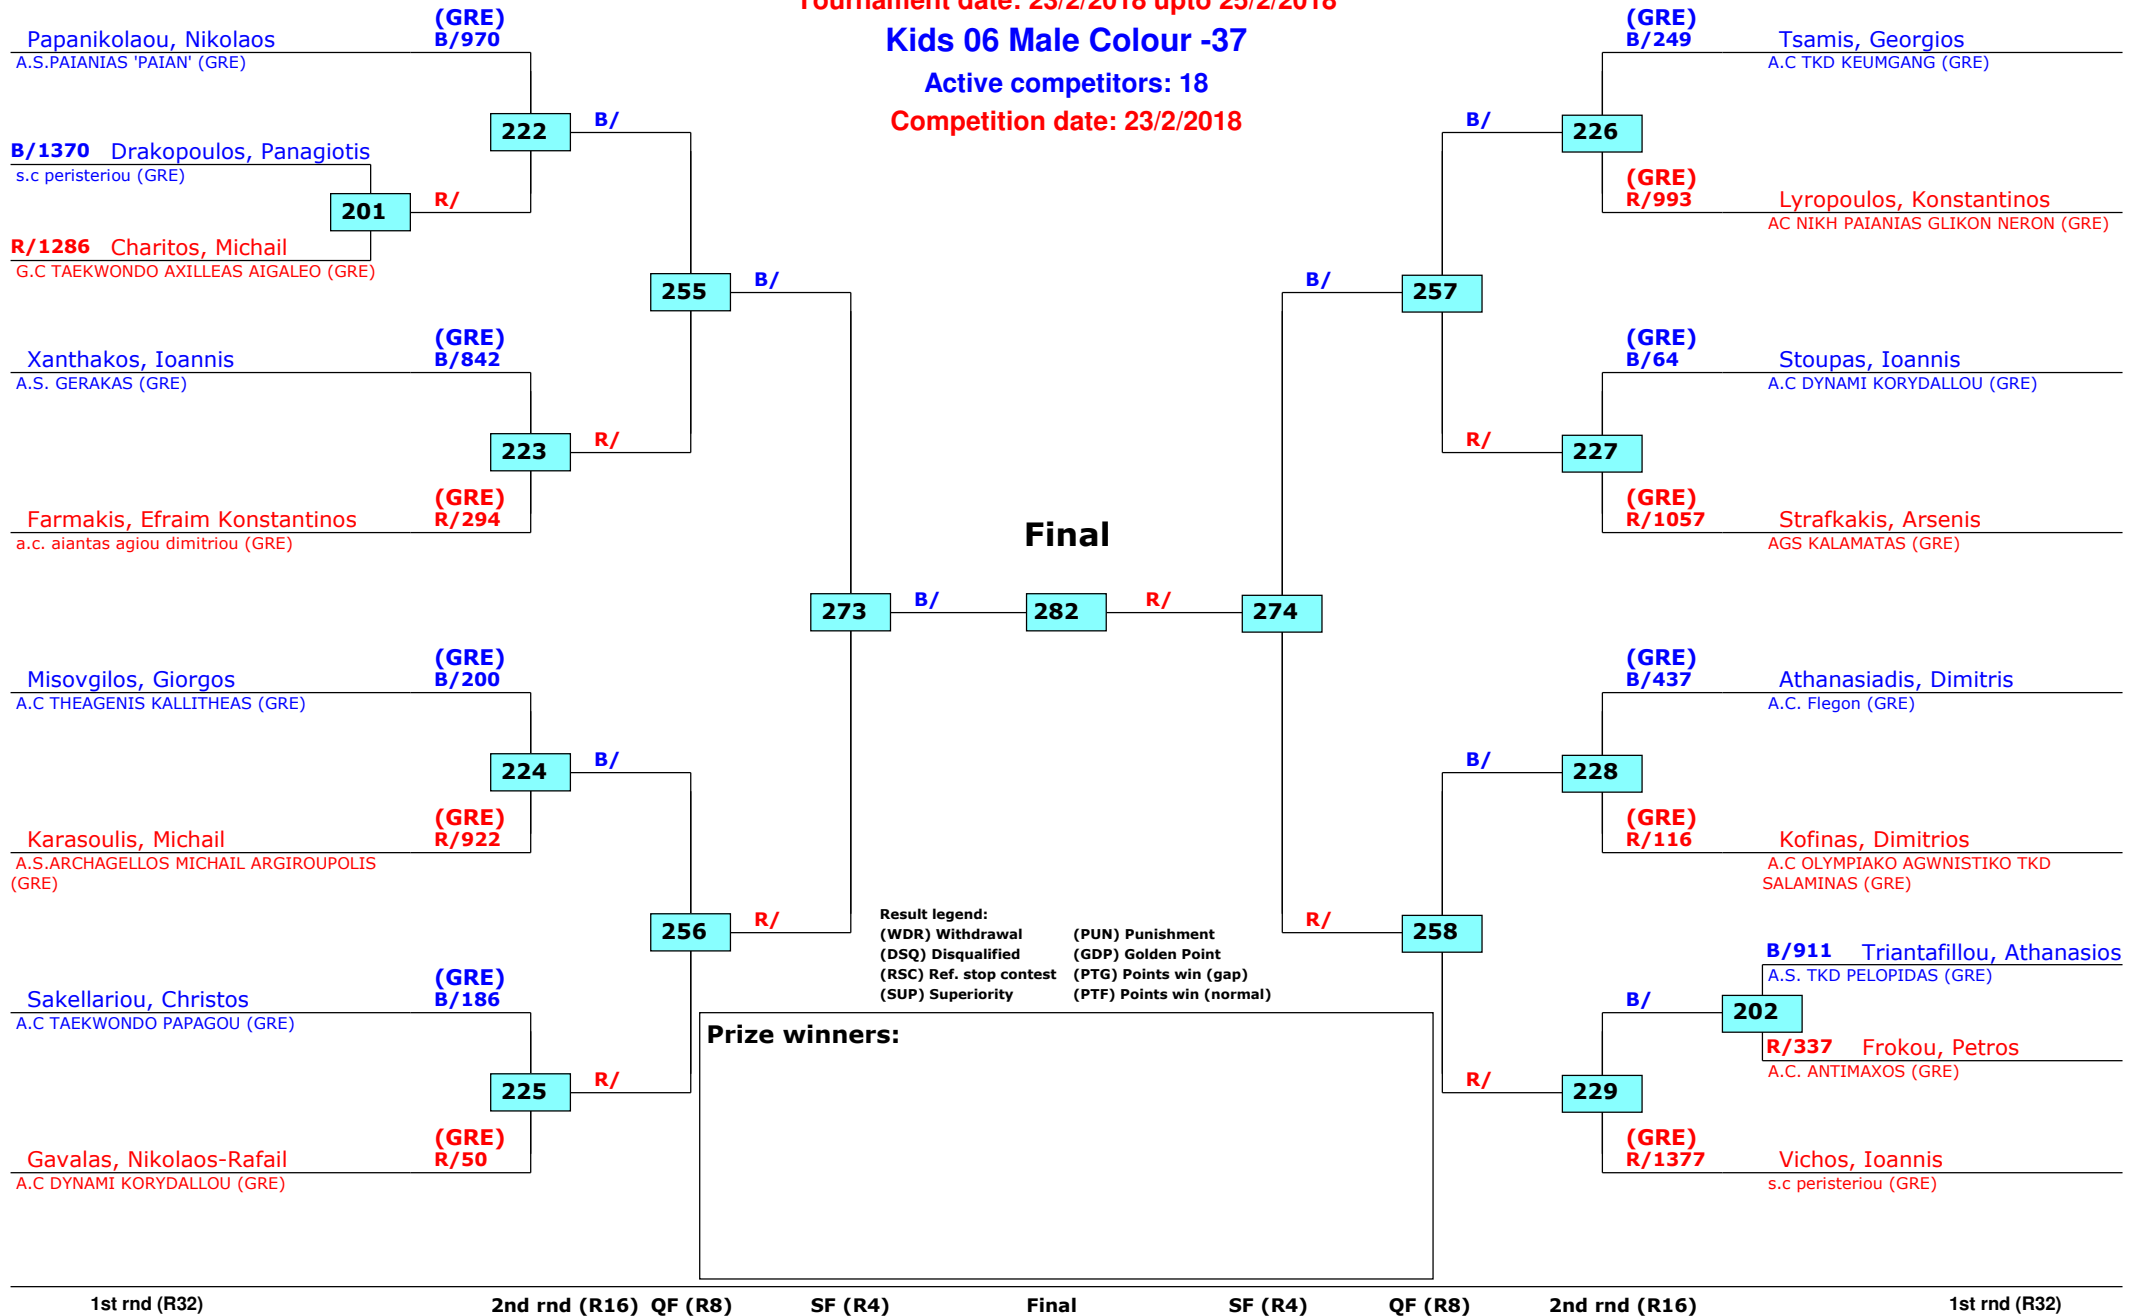 Tournament date: 23/2/2018 upto 25/2/2018
Kids 06 Male Colour -37
Active competitors: 18
Competition date: 23/2/2018
(GRE)
Papanikolaou, Nikolaos B/970
A.S.PAIANIAS 'PAIAN' (GRE)
222 B/
B/1370 Drakopoulos, Panagiotis
s.c peristeriou (GRE)
201 R/
R/1286 Charitos, Michail
G.C TAEKWONDO AXILLEAS AIGALEO (GRE)
255 B/
(GRE)
Xanthakos, Ioannis B/842
A.S. GERAKAS (GRE)
223 R/
(GRE)
Farmakis, Efraim Konstantinos R/294
a.c. aiantas agiou dimitriou (GRE)
273 B/
(GRE)
Misovgilos, Giorgos B/200
A.C THEAGENIS KALLITHEAS (GRE)
224 B/
(GRE)
Karasoulis, Michail R/922
A.S.ARCHAGELLOS MICHAIL ARGIROUPOLIS
(GRE)
256 R/
(GRE)
Sakellariou, Christos B/186
A.C TAEKWONDO PAPAGOU (GRE)
225 R/
(GRE)
Gavalas, Nikolaos-Rafail R/50
A.C DYNAMI KORYDALLOU (GRE)
Final
282
(GRE)
B/249 Tsamis, Georgios
A.C TKD KEUMGANG (GRE)
B/ 226
(GRE)
R/993 Lyropoulos, Konstantinos
AC NIKH PAIANIAS GLIKON NERON (GRE)
B/ 257
(GRE)
B/64 Stoupas, Ioannis
A.C DYNAMI KORYDALLOU (GRE)
R/ 227
(GRE)
R/1057 Strafkakis, Arsenis
AGS KALAMATAS (GRE)
R/ 274
(GRE)
B/437 Athanasiadis, Dimitris
A.C. Flegon (GRE)
B/ 228
(GRE)
R/116 Kofinas, Dimitrios
A.C OLYMPIAKO AGWNISTIKO TKD
SALAMINAS (GRE)
R/ 258
B/911 Triantafillou, Athanasios
A.S. TKD PELOPIDAS (GRE)
B/ 202
R/337 Frokou, Petros
A.C. ANTIMAXOS (GRE)
R/ 229
(GRE)
R/1377 Vichos, Ioannis
s.c peristeriou (GRE)
Result legend:
(WDR) Withdrawal (PUN) Punishment
(DSQ) Disqualified (GDP) Golden Point
(RSC) Ref. stop contest (PTG) Points win (gap)
(SUP) Superiority (PTF) Points win (normal)
Prize winners:
1st rnd (R32) 2nd rnd (R16) QF (R8) SF (R4) Final SF (R4) QF (R8) 2nd rnd (R16) 1st rnd (R32)